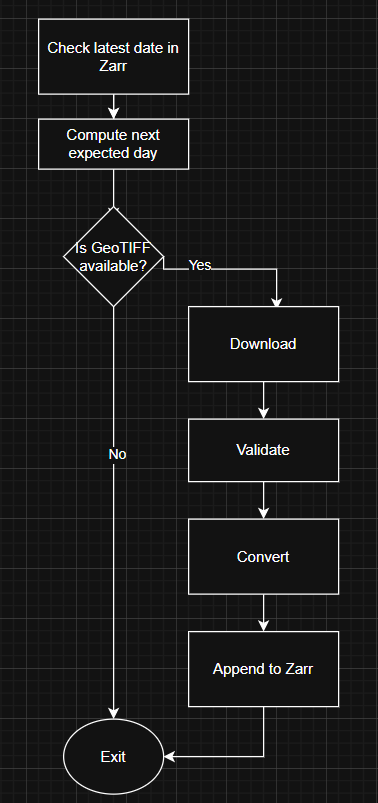 Check latest date in
Zarr
Compute next
expected day
Is GeoTIFF
available?
Yes
Download
Validate
No
Convert
Append to Zarr
Exit